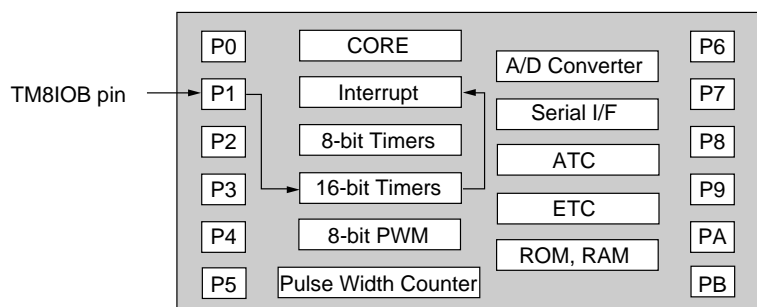 P0
CORE
P6
A/D Converter
TM8IOB pin
P1
Interrupt
P7
Serial I/F
P2
8-bit Timers
P8
ATC
P3
16-bit Timers
P9
ETC
P4
8-bit PWM
PA
ROM, RAM
P5
Pulse Width Counter
PB